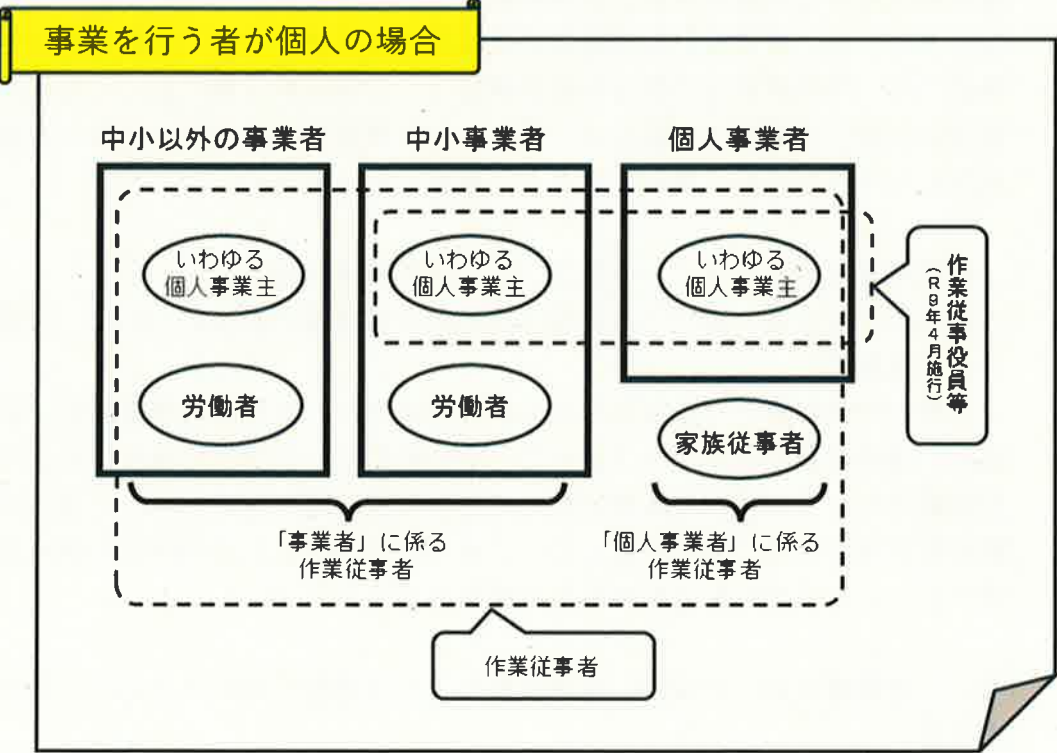 事業を行う者が個人の場合
中小以外の事業者
中小事業者
個人事業者
いわゆる
個人事業主
いわゆる
個人事業主
いわゆる
個人事業主
作業従事役員等
(R9年4月施行)
労働者
労働者
家族従事者
「事業者」に係る
作業従事者
「個人事業者」に係る
作業従事者
作業従事者